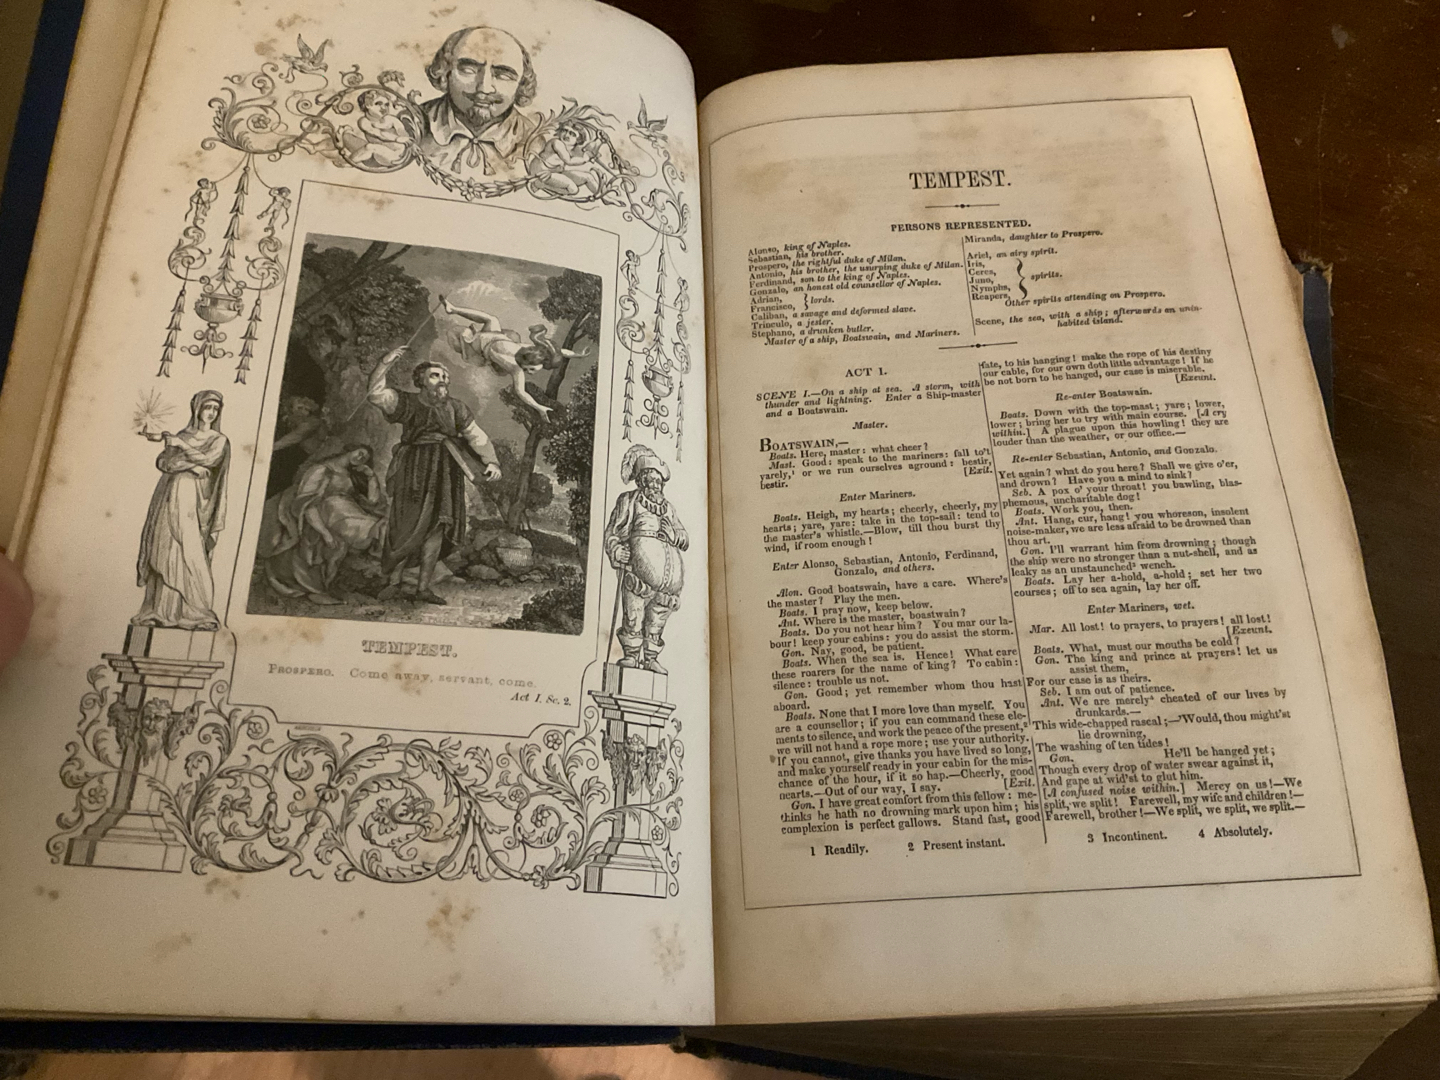 TEMPEST.
PROSPERO. Come away, servant, come.
Act 1. Sc. 2.
TEMPEST.
PERSONS REPRESENTED.
Alonso, king of Naples.
Sebastian, his brother.
Prospero, the rightful duke of Milan.
Antonio, his brother, the usurping duke of Milan.
Ferdinand, son to the king of Naples.
Gonzalo, an honest old counsellor of Naples.
Adrian,
Francisco, } lords.
Caliban, a savage and deformed slave.
Trinculo, a jester.
Stephano, a drunken butler.
Master of a ship, Boatswain, and Mariners.
Miranda, daughter to Prospero.
Ariel, an airy spirit.
Iris,
Ceres,
Juno,
Nymphs,
Reapers, } spirits.
Other spirits attending on Prospero.
Scene, the sea, with a ship; afterwards an unin-
habited island.
ACT I.
SCENE I.—On a ship at sea. A storm, with
thunder and lightning. Enter a Ship-master
and a Boatswain.
Master.
BOATSWAIN,—
Boats. Here, master: what cheer?
Mast. Good: speak to the mariners: fall to't
yarely,1 or we run ourselves aground: bestir,
bestir. [Exit.
Enter Mariners.
Boats. Heigh, my hearts; cheerly, cheerly, my
hearts; yare, yare: take in the top-sail: tend to
the master's whistle.—Blow, till thou burst thy
wind, if room enough!
Enter Alonso, Sebastian, Antonio, Ferdinand,
Gonzalo, and others.
Alon. Good boatswain, have a care. Where's
the master? Play the men.
Boats. I pray now, keep below.
Ant. Where is the master, boastwain?
Boats. Do you not hear him? You mar our la-
bour! keep your cabins: you do assist the storm.
Gon. Nay, good, be patient.
Boats. When the sea is. Hence! What care
these roarers for the name of king? To cabin:
silence: trouble us not.
Gon. Good; yet remember whom thou hast
aboard.
Boats. None that I more love than myself. You
are a counsellor; if you can command these ele-
ments to silence, and work the peace of the present,2
we will not hand a rope more; use your authority.
If you cannot, give thanks you have lived so long,
and make yourself ready in your cabin for the mis-
chance of the hour, if it so hap.—Cheerly, good
hearts.—Out of our way, I say. [Exit.
Gon. I have great comfort from this fellow: me-
thinks he hath no drowning mark upon him; his
complexion is perfect gallows. Stand fast, good
fate, to his hanging! make the rope of his destiny
our cable, for our own doth little advantage! If he
be not born to be hanged, our case is miserable.
[Exeunt.
Re-enter Boatswain.
Boats. Down with the top-mast; yare; lower,
lower; bring her to try with main course. [A cry
within.] A plague upon this howling! they are
louder than the weather, or our office.—
Re-enter Sebastian, Antonio, and Gonzalo.
Yet again? what do you here? Shall we give o'er,
and drown? Have you a mind to sink?
Seb. A pox o' your throat! you bawling, blas-
phemous, uncharitable dog!
Boats. Work you, then.
Ant. Hang, cur, hang! you whoreson, insolent
noise-maker, we are less afraid to be drowned than
thou art.
Gon. I'll warrant him from drowning; though
the ship were no stronger than a nut-shell, and as
leaky as an unstaunched3 wench.
Boats. Lay her a-hold, a-hold; set her two
courses; off to sea again, lay her off.
Enter Mariners, wet.
Mar. All lost! to prayers, to prayers! all lost!
[Exeunt.
Boats. What, must our mouths be cold?
Gon. The king and prince at prayers! let us
assist them,
For our case is as theirs.
Seb. I am out of patience.
Ant. We are merely4 cheated of our lives by
drunkards.—
This wide-chapped rascal;—'Would, thou might'st
lie drowning,
The washing of ten tides!
Gon. He'll be hanged yet;
Though every drop of water swear against it,
And gape at wid'st to glut him.
[A confused noise within.] Mercy on us!—We
split, we split! Farewell, my wife and children!—
Farewell, brother!—We split, we split, we split.—
1 Readily. 2 Present instant.
3 Incontinent. 4 Absolutely.